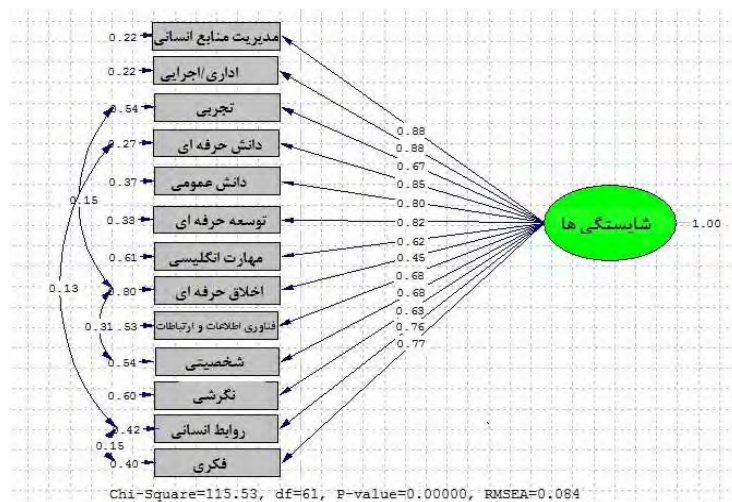 0.22 مدیریت منابع انسانی
0.22 اداری/اجرایی
0.54 تجربی
0.88
0.88
0.27 دانش حرفه ای
0.67
0.85
0.37 دانش عمومی
0.80
0.15
0.33 توسعه حرفه ای
0.82
شایستگی ها
1.00
0.61 مهارت انگلیسی
0.62
0.45
0.13
0.80 اخلاق حرفه ای
0.68
0.68
0.31 .53 فناوری اطلاعات و ارتباطات
0.63
0.76
0.77
0.54 شخصیتی
0.60 نگرشی
0.42 روابط انسانی
0.15
0.40 فکری
Chi-Square=115.53, df=61, P-value=0.00000, RMSEA=0.084